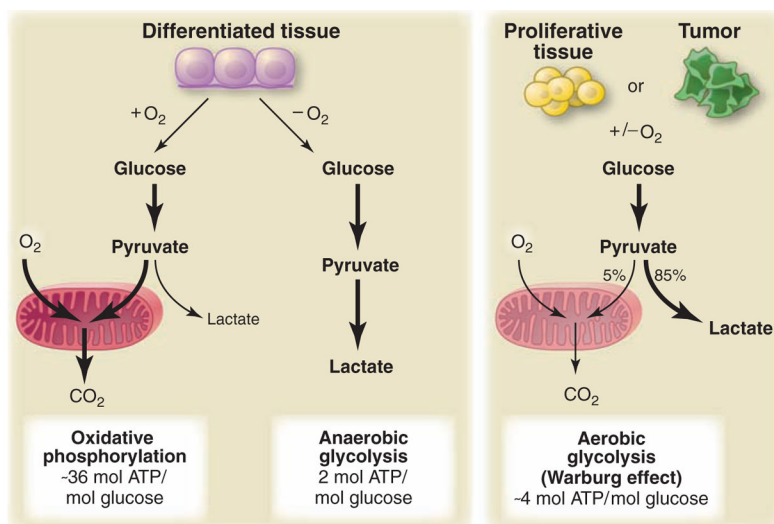 Differentiated tissue
+O2
−O2
Glucose
Glucose
O2
Pyruvate
Pyruvate
Lactate
Lactate
CO2
Oxidative
phosphorylation
~36 mol ATP/
mol glucose
Anaerobic
glycolysis
2 mol ATP/
mol glucose
Proliferative
tissue
or
Tumor
+/−O2
Glucose
O2
Pyruvate
5%
85%
Lactate
CO2
Aerobic
glycolysis
(Warburg effect)
~4 mol ATP/mol glucose